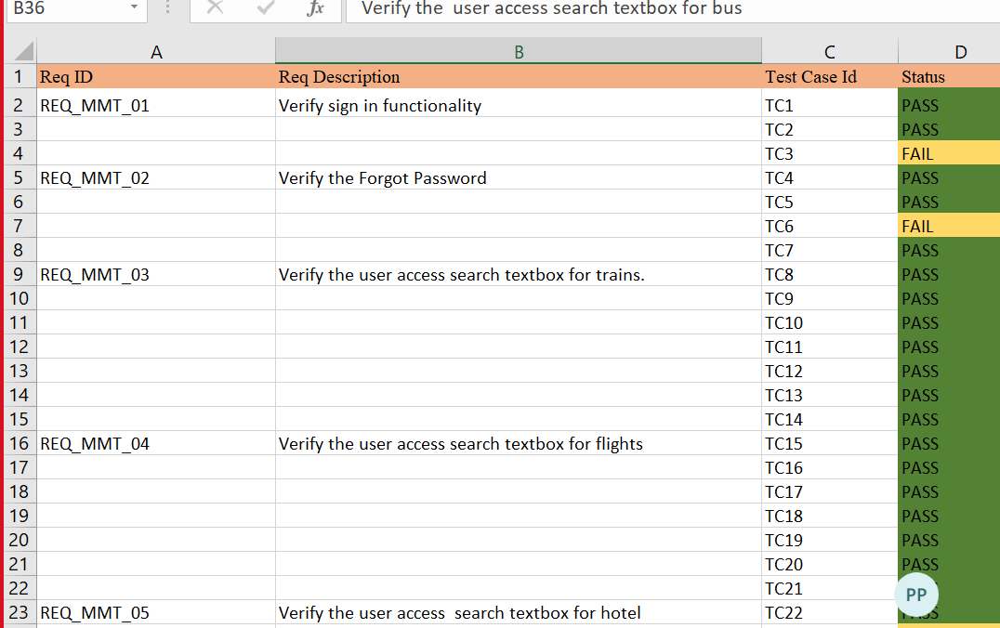 B36 fx Verify the  user access search textbox for bus
A B C D
1 Req ID Req Description Test Case Id Status
2 REQ_MMT_01 Verify sign in functionality TC1 PASS
3 TC2 PASS
4 TC3 FAIL
5 REQ_MMT_02 Verify the Forgot Password TC4 PASS
6 TC5 PASS
7 TC6 FAIL
8 TC7 PASS
9 REQ_MMT_03 Verify the user access search textbox for trains. TC8 PASS
10 TC9 PASS
11 TC10 PASS
12 TC11 PASS
13 TC12 PASS
14 TC13 PASS
15 TC14 PASS
16 REQ_MMT_04 Verify the user access search textbox for flights TC15 PASS
17 TC16 PASS
18 TC17 PASS
19 TC18 PASS
20 TC19 PASS
21 TC20 PASS
22 TC21
PP
23 REQ_MMT_05 Verify the user access  search textbox for hotel TC22